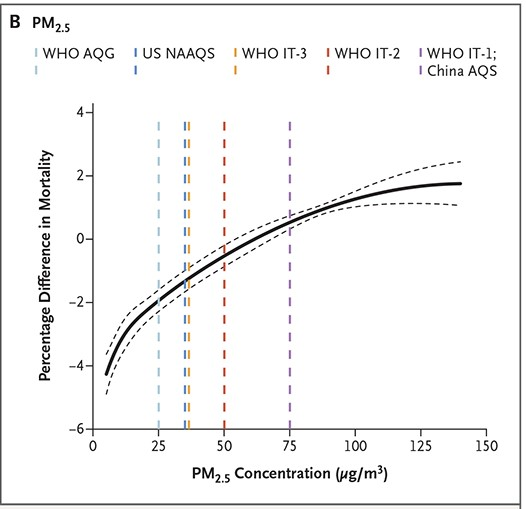 B PM2.5
WHO AQG
US NAAQS
WHO IT-3
WHO IT-2
WHO IT-1;
China AQS
Percentage Difference in Mortality
4
2
0
−2
−4
−6
0 25 50 75 100 125 150
PM2.5 Concentration (μg/m3)